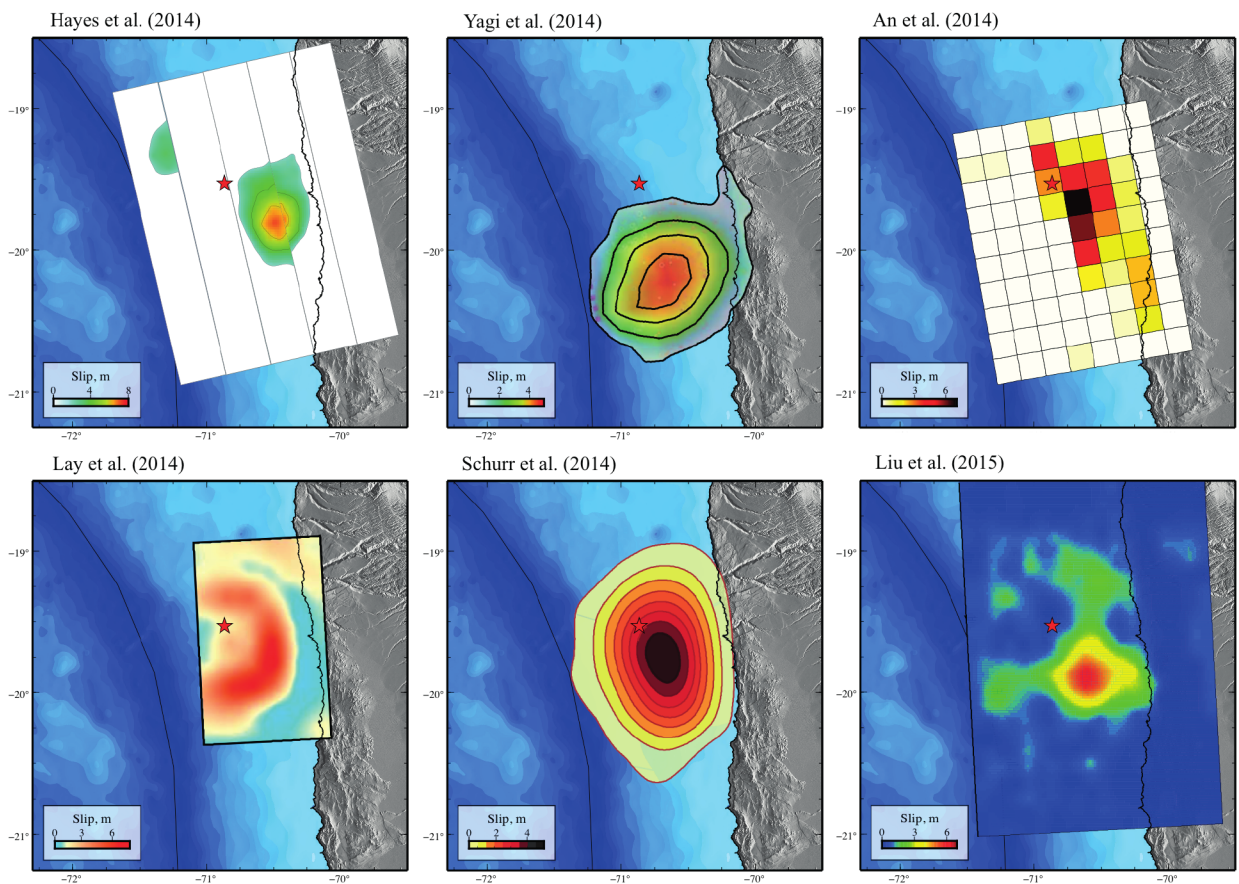 Hayes et al. (2014)
Yagi et al. (2014)
An et al. (2014)
−19°
−20°
−21°
Slip, m
0 4 8
−72° −71° −70°
−19°
−20°
−21°
Slip, m
0 2 4
−72° −71° −70°
−19°
−20°
−21°
Slip, m
0 3 6
−72° −71° −70°
Lay et al. (2014)
Schurr et al. (2014)
Liu et al. (2015)
−19°
−20°
−21°
Slip, m
0 3 6
−72° −71° −70°
−19°
−20°
−21°
Slip, m
0 2 4
−72° −71° −70°
−19°
−20°
−21°
Slip, m
0 3 6
−72° −71° −70°